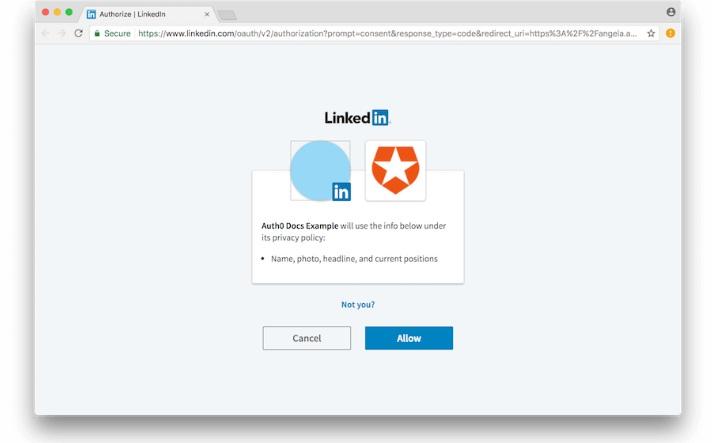 Authorize | LinkedIn
Secure https://www.linkedin.com/oauth/v2/authorization?prompt=consent&response_type=code&redirect_uri=https%3A%2F%2Fangela.a...
Linked in
in
Auth0 Docs Example will use the info below under
its privacy policy:
• Name, photo, headline, and current positions
Not you?
Cancel Allow